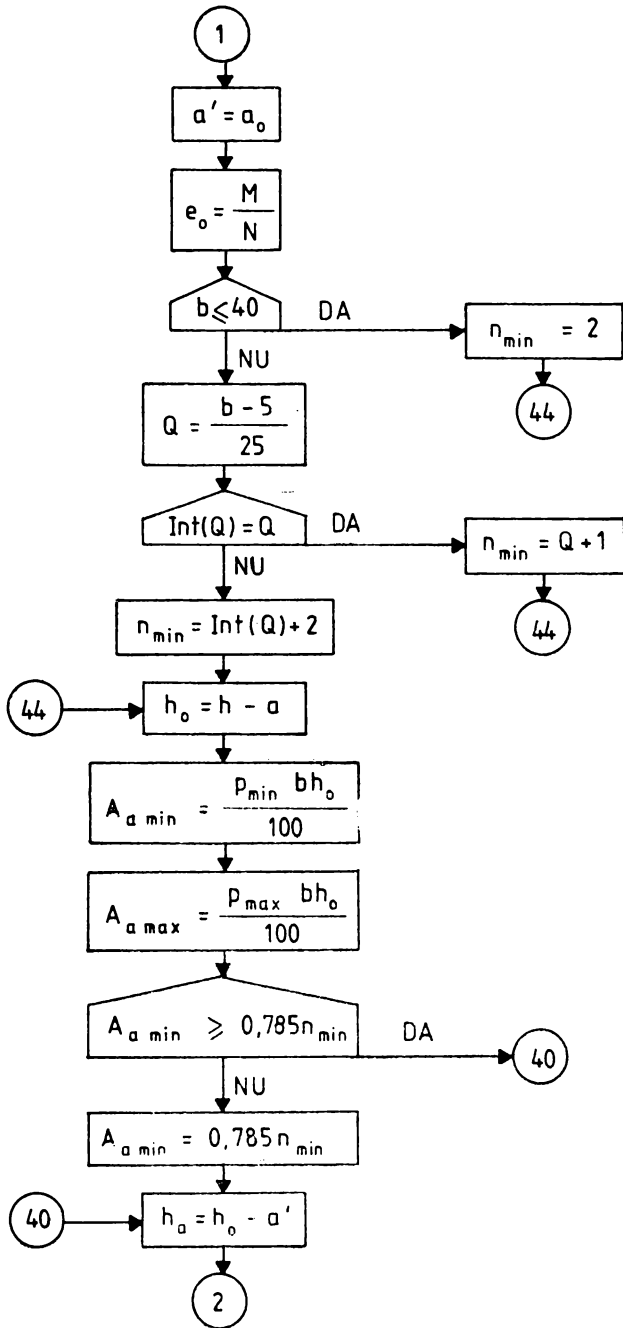 1
a' = a₀
e₀ = M/N
b ⩽ 40 DA
n_min = 2
NU
44
Q = (b - 5)/25
Int(Q) = Q DA
n_min = Q + 1
NU
44
n_min = Int(Q) + 2
44
h₀ = h - a
A_a min = p_min bh₀/100
A_a max = p_max bh₀/100
A_a min ⩾ 0,785n_min DA
40
NU
A_a min = 0,785n_min
40
h_a = h₀ - a'
2